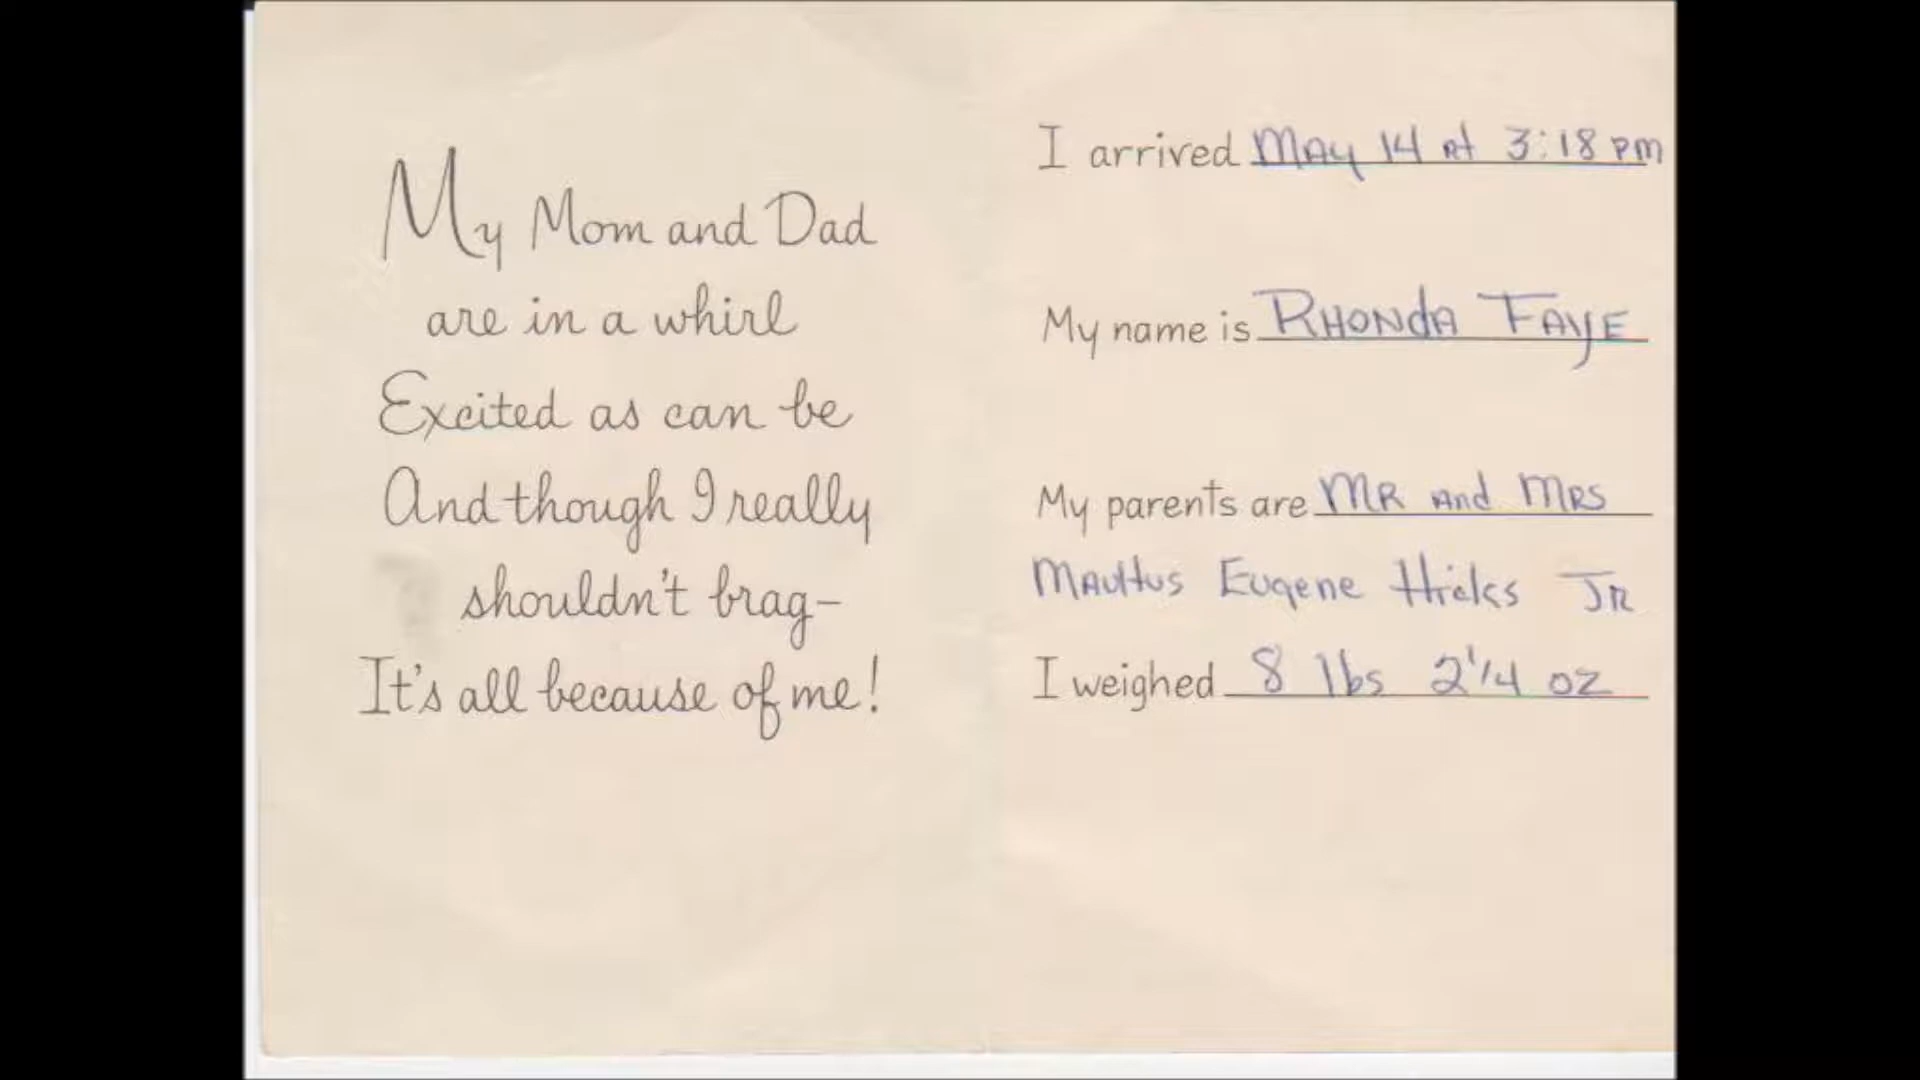 My Mom and Dad
are in a whirl
Excited as can be
And though I really
shouldn't brag-
It's all because of me!
I arrived May 14 at 3:18 pm
My name is RHONdA FAYE
My parents are MR and MRS
Eugene Hicks JR
I weighed 8 lbs 2 1/4 oz